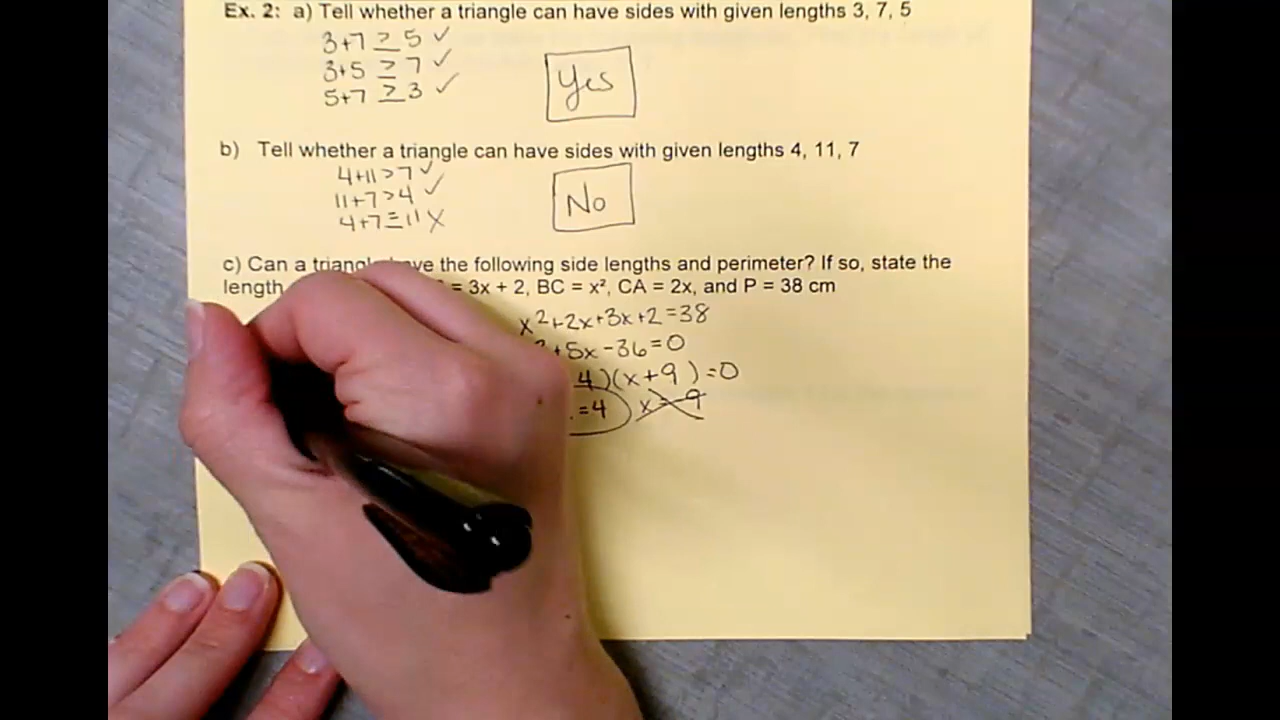 Ex. 2: a) Tell whether a triangle can have sides with given lengths 3, 7, 5
3+7 > 5 ✓
3+5 > 7 ✓
5+7 > 3 ✓
Yes
b) Tell whether a triangle can have sides with given lengths 4, 11, 7
4+11>7 ✓
11+7>4 ✓
4+7=11 X
No
c) Can a triangle have the following side lengths and perimeter? If so, state the
length = 3x + 2, BC = x², CA = 2x, and P = 38 cm
x²+2x+3x+2=38
+5x-36=0
4)(x+9)=0
=4 x=-9